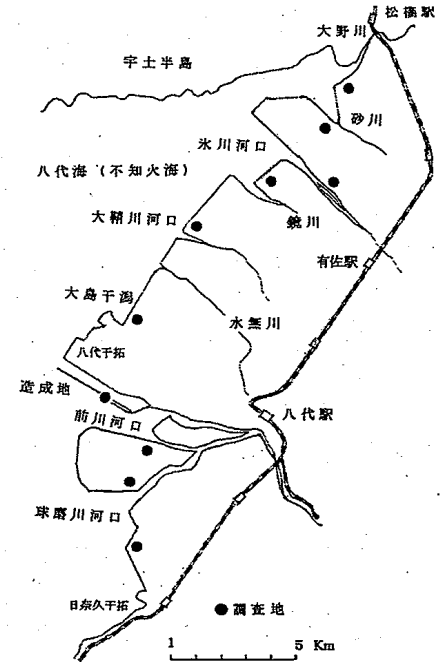 松橋駅
大野川
宇土半島
砂川
氷川河口
八代海(不知火海)
大鞘川河口
鏡川
有佐駅
大島干潟
水無川
八代干拓
造成地
八代駅
前川河口
球磨川河口
日奈久干拓
●調査地
1 5 Km